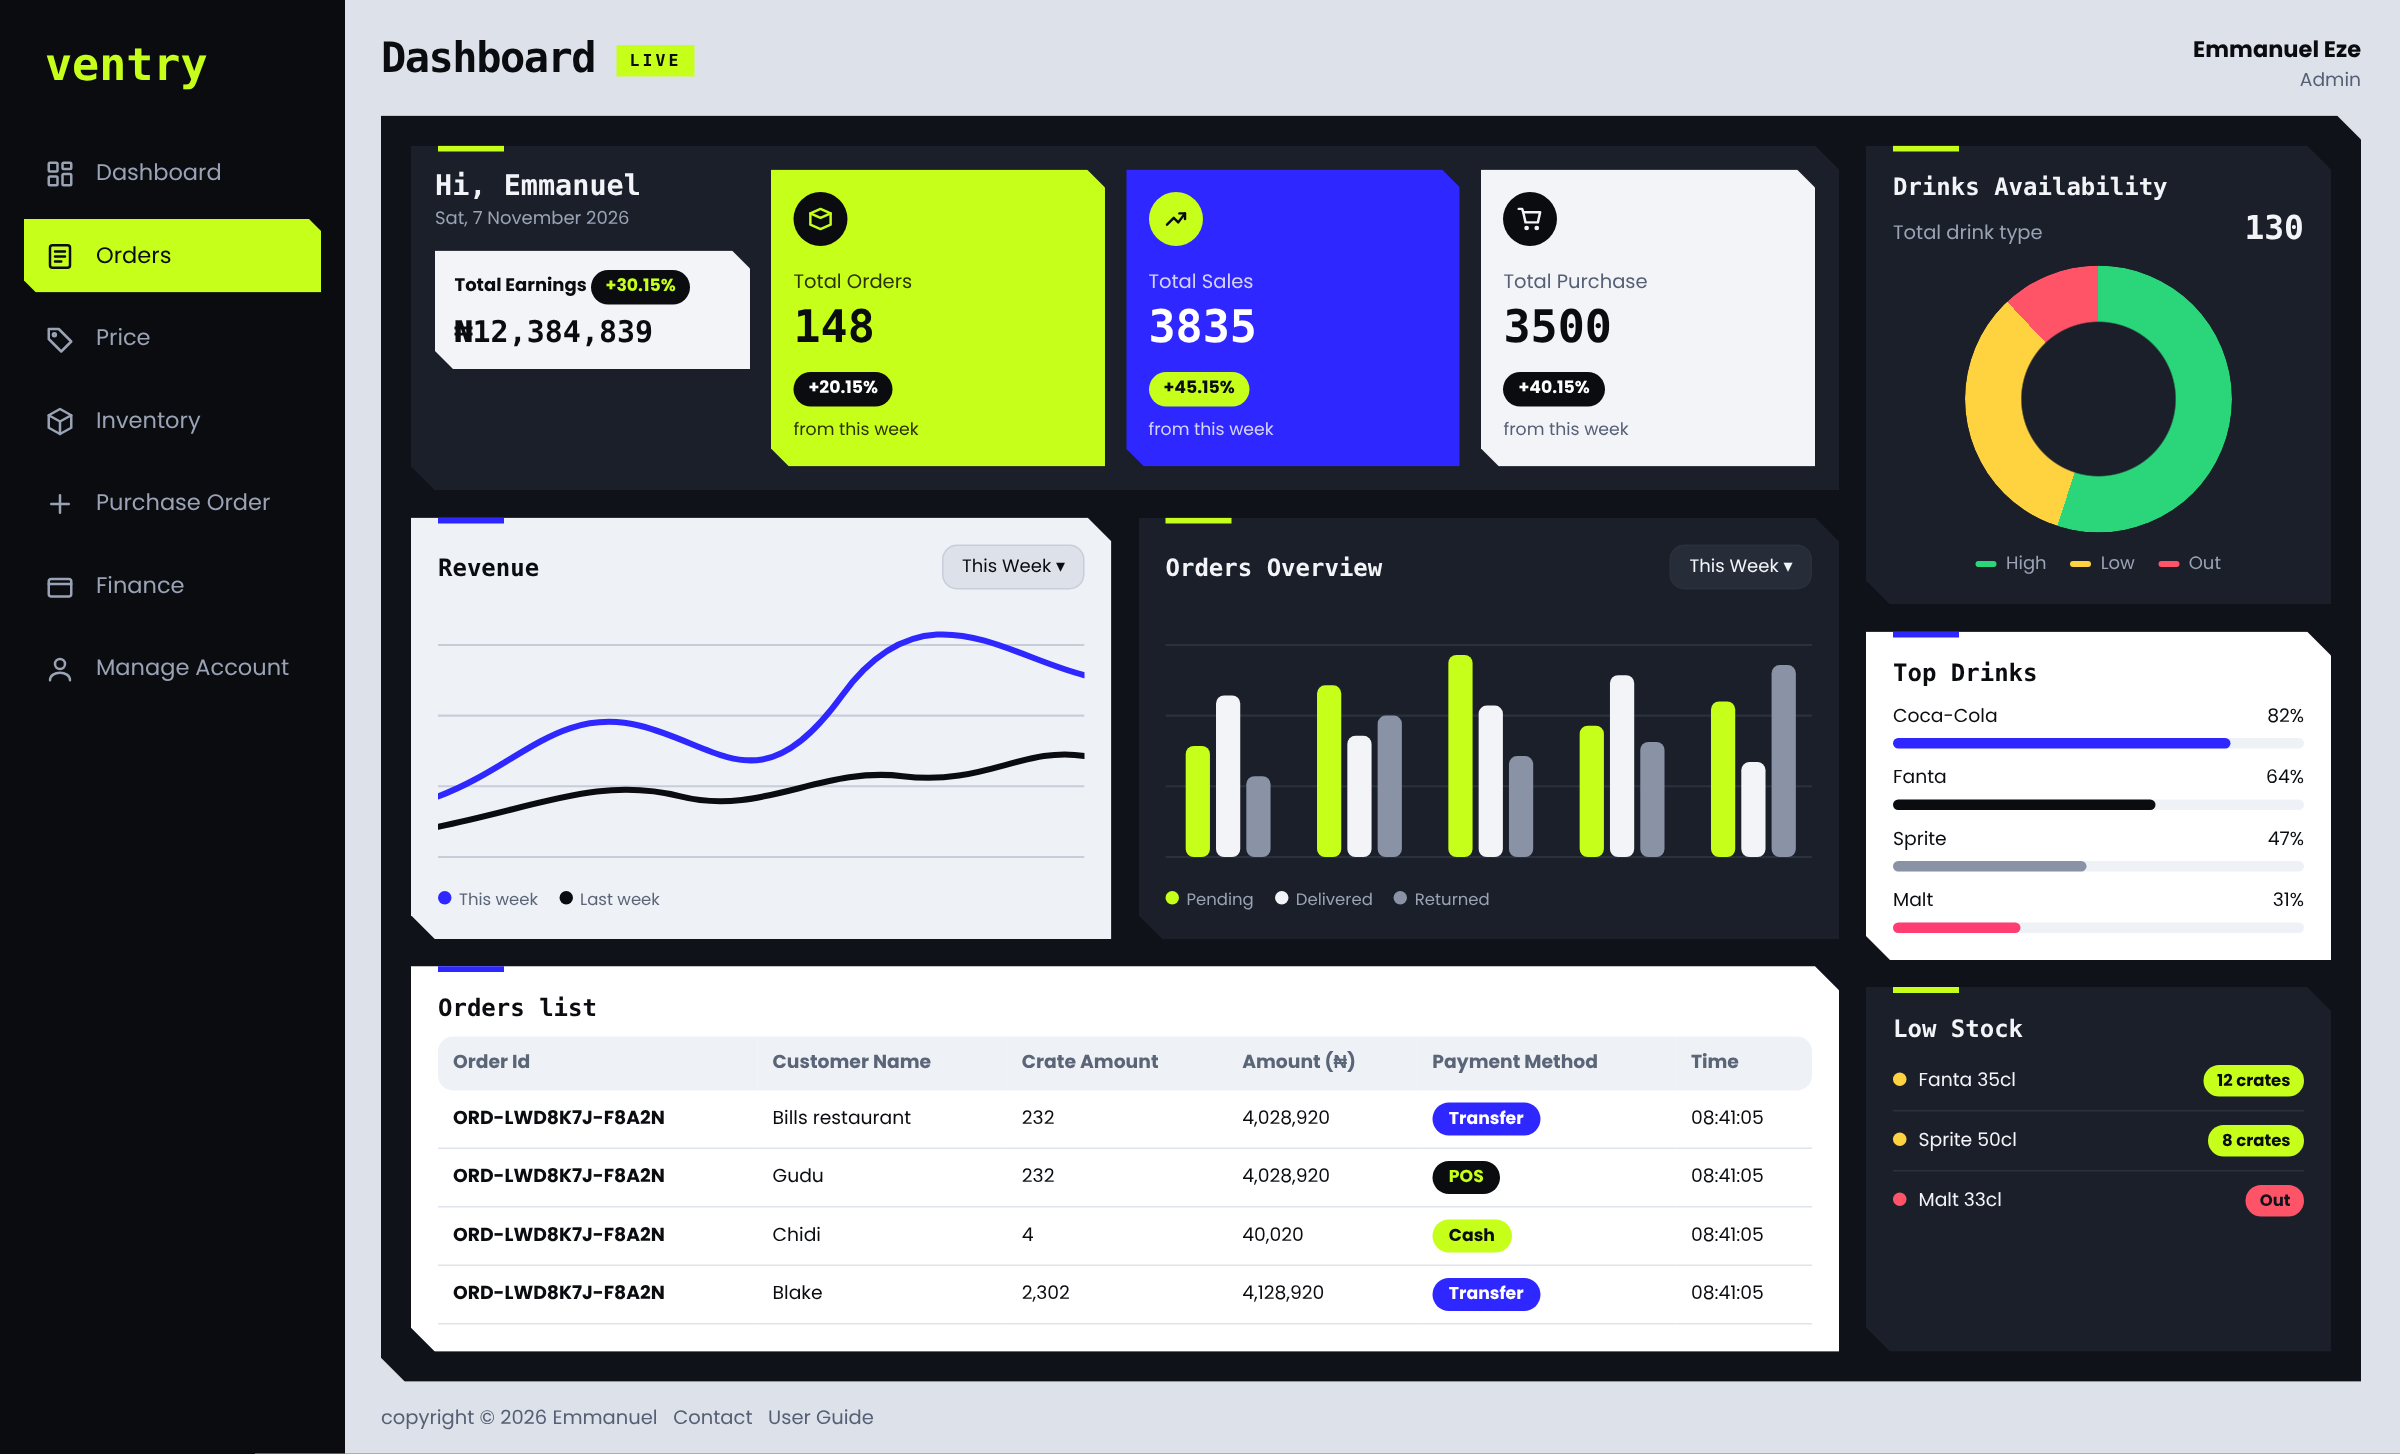 ventry
Dashboard
Orders
Price
Inventory
Purchase Order
Finance
Manage Account
Dashboard LIVE
Emmanuel Eze
Admin
Hi, Emmanuel
Sat, 7 November 2026
Total Earnings +30.15%
₦12,384,839
Total Orders
148
+20.15%
from this week
Total Sales
3835
+45.15%
from this week
Total Purchase
3500
+40.15%
from this week
Drinks Availability
Total drink type 130
High Low Out
Revenue This Week ▾
This week Last week
Orders Overview This Week ▾
Pending Delivered Returned
Top Drinks
Coca-Cola 82%
Fanta 64%
Sprite 47%
Malt 31%
Orders list
Order Id Customer Name Crate Amount Amount (₦) Payment Method Time
ORD-LWD8K7J-F8A2N Bills restaurant 232 4,028,920 Transfer 08:41:05
ORD-LWD8K7J-F8A2N Gudu 232 4,028,920 POS 08:41:05
ORD-LWD8K7J-F8A2N Chidi 4 40,020 Cash 08:41:05
ORD-LWD8K7J-F8A2N Blake 2,302 4,128,920 Transfer 08:41:05
Low Stock
Fanta 35cl 12 crates
Sprite 50cl 8 crates
Malt 33cl Out
copyright © 2026 Emmanuel Contact User Guide